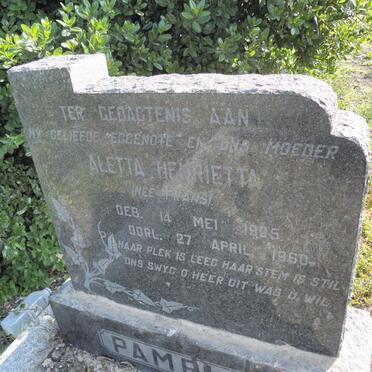 TER GEDAGTENIS AAN
MY GELIEFDE EGGENOTE EN ONS MOEDER
ALETTA HENRIETTA
(NEE FRANS)
GEB. 14 MEI 1925
OORL. 27 APRIL 1960
HAAR PLEK IS LEEG HAAR STEM IS STIL
ONS SWYG O HEER DIT WAS U WIL